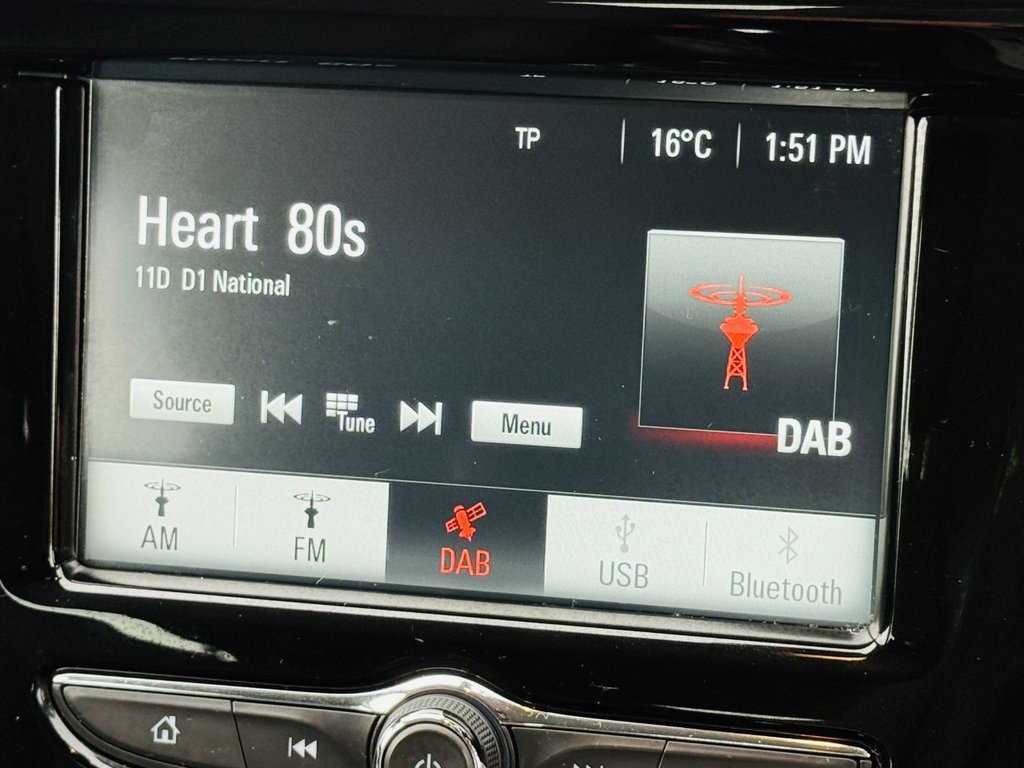 TP 16°C 1:51 PM
Heart 80s
11D D1 National
Source Tune Menu
DAB
AM FM DAB USB Bluetooth